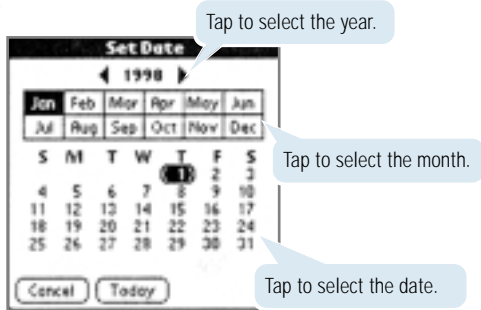 Tap to select the year.
Set Date
1998
Jan Feb Mar Apr May Jun
Jul Aug Sep Oct Nov Dec
Tap to select the month.
S M T W T F S
1 2 3
4 5 6 7 8 9 10
11 12 13 14 15 16 17
18 19 20 21 22 23 24
25 26 27 28 29 30 31
Tap to select the date.
Cancel Today